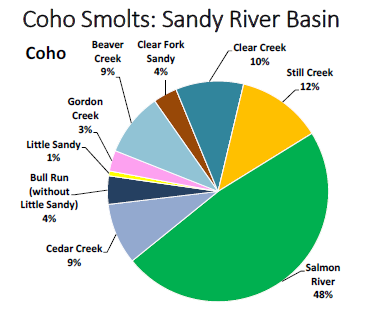 Coho Smolts: Sandy River Basin
Coho
Beaver
Creek
9%
Clear Fork
Sandy
4%
Clear Creek
10%
Still Creek
12%
Gordon
Creek
3%
Little Sandy
1%
Bull Run
(without
Little Sandy)
4%
Cedar Creek
9%
Salmon
River
48%